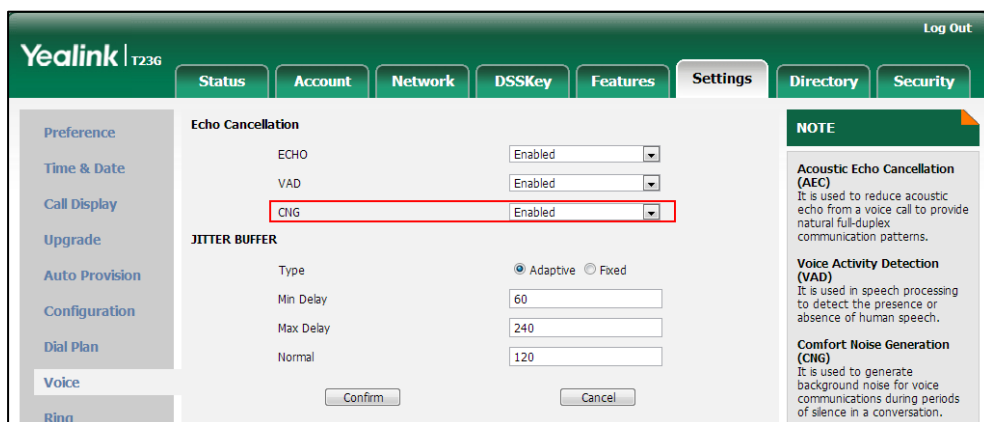 Log Out
Yealink T23G
Status Account Network DSSKey Features Settings Directory Security
Preference
Time & Date
Call Display
Upgrade
Auto Provision
Configuration
Dial Plan
Voice
Ring
Echo Cancellation
ECHO Enabled
VAD Enabled
CNG Enabled
JITTER BUFFER
Type Adaptive Fixed
Min Delay 60
Max Delay 240
Normal 120
Confirm Cancel
NOTE
Acoustic Echo Cancellation
(AEC)
It is used to reduce acoustic
echo from a voice call to provide
natural full-duplex
communication patterns.
Voice Activity Detection
(VAD)
It is used in speech processing
to detect the presence or
absence of human speech.
Comfort Noise Generation
(CNG)
It is used to generate
background noise for voice
communications during periods
of silence in a conversation.